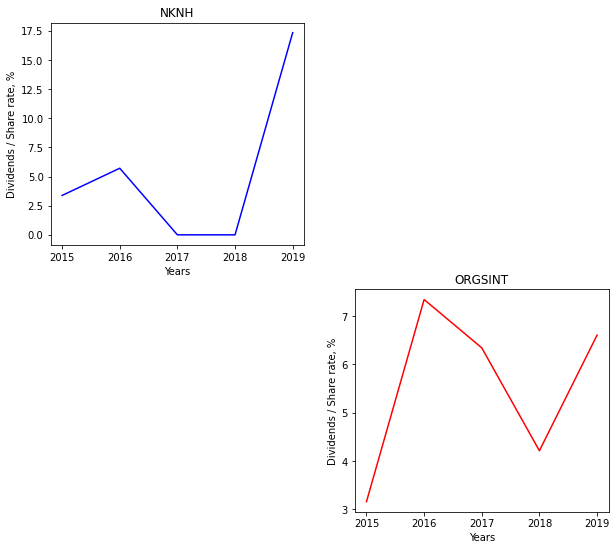 NKNH
Dividends / Share rate, %
17.5
15.0
12.5
10.0
7.5
5.0
2.5
0.0
2015 2016 2017 2018 2019
Years
ORGSINT
Dividends / Share rate, %
7
6
5
4
3
2015 2016 2017 2018 2019
Years